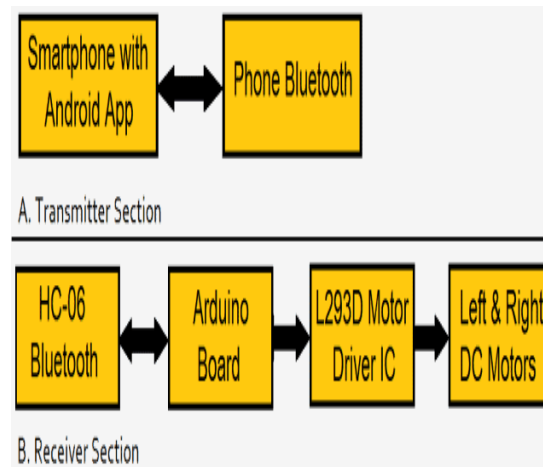 Smartphone with
Android App
Phone Bluetooth
A. Transmitter Section
HC-06
Bluetooth
Arduino
Board
L293D Motor
Driver IC
Left & Right
DC Motors
B. Receiver Section